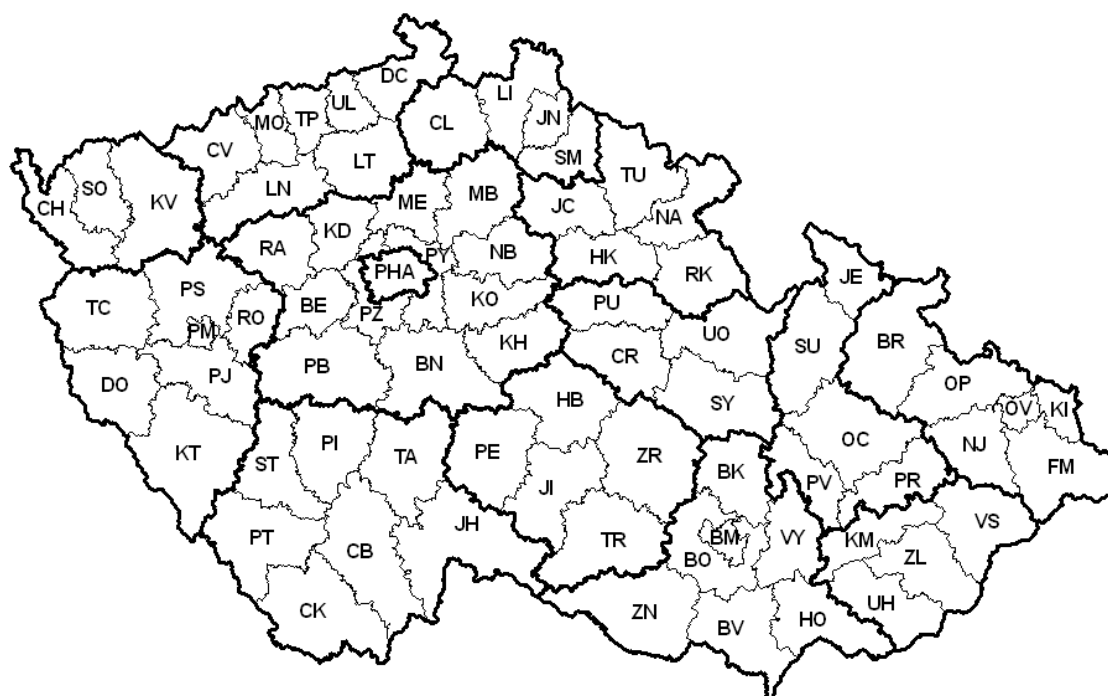 DC
LI
UL
TP
MO
CL
JN
CV
LT
SM
TU
SO
LN
CH
KV
ME
MB
JC
NA
RA
KD
PY
NB
HK
RK
PHA
JE
TC
PS
BE
KO
PU
RO
PZ
PM
UO
SU
BR
KH
CR
DO
PJ
PB
BN
OP
SY
HB
OV
KI
KT
ST
PI
TA
PE
ZR
OC
NJ
FM
BK
JI
PV
PR
JH
VS
PT
CB
TR
BM
VY
KM
BO
ZL
CK
ZN
BV
HO
UH